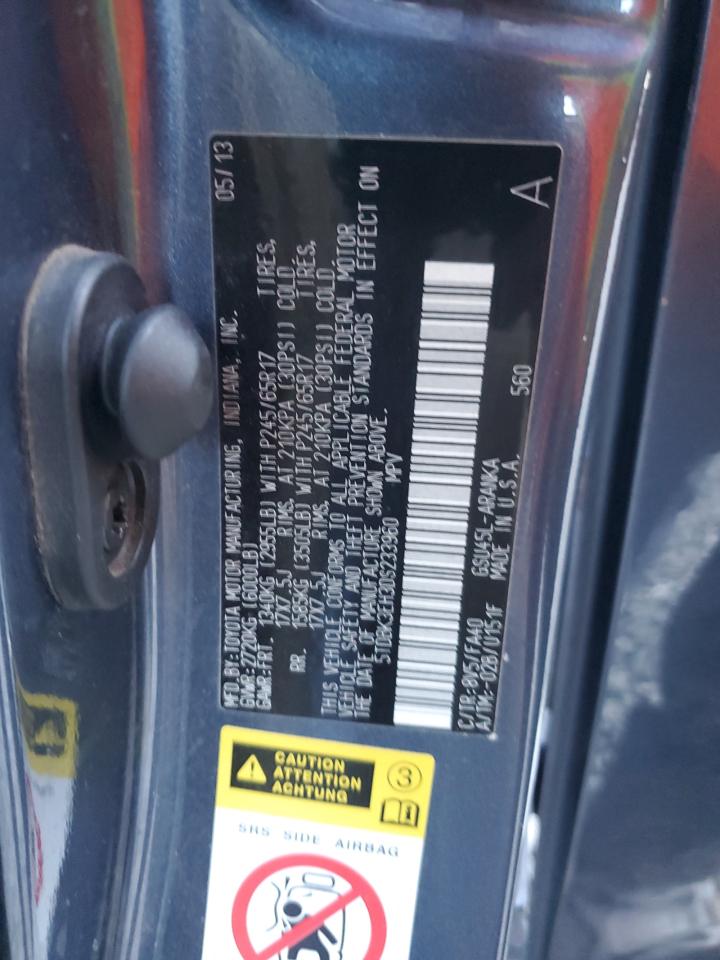 MFD.BY:TOYOTA MOTOR MANUFACTURING, INDIANA, INC. 05/13
GVWR:2720KG (6000LB)
GAWR:FRT. 1340KG (2955LB) WITH P245/65R17 TIRES,
17X7.5J RIMS, AT 210KPA (30PSI) COLD.
RR. 1585KG (3505LB) WITH P245/65R17 TIRES,
17X7.5J RIMS, AT 210KPA (30PSI) COLD.
THIS VEHICLE CONFORMS TO ALL APPLICABLE FEDERAL MOTOR
VEHICLE SAFETY AND THEFT PREVENTION STANDARDS IN EFFECT ON
THE DATE OF MANUFACTURE SHOWN ABOVE.
5TDBK3EH3DS233960 MPV
C/TR:8V5/FA40 GSU45L-ARANKA
A/TM:-02B/U151F MADE IN U.S.A. 560
A
CAUTION
ATTENTION
ACHTUNG
3
SRS SIDE AIRBAG